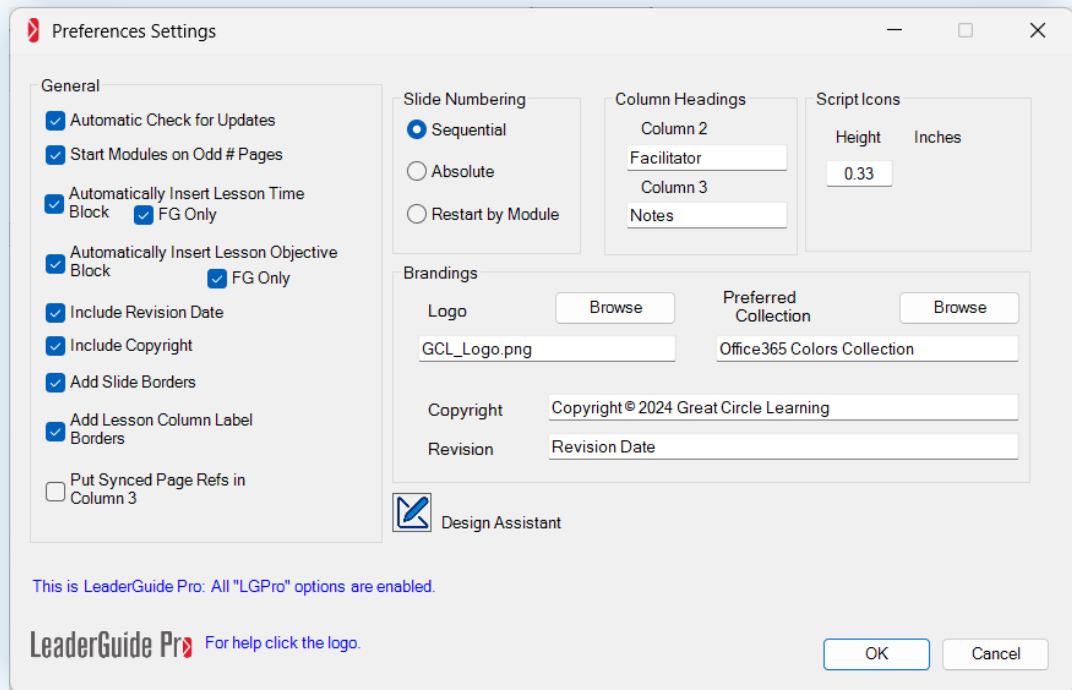 Preferences Settings
General
Automatic Check for Updates
Start Modules on Odd # Pages
Automatically Insert Lesson Time
Block
FG Only
Automatically Insert Lesson Objective
Block
FG Only
Include Revision Date
Include Copyright
Add Slide Borders
Add Lesson Column Label
Borders
Put Synced Page Refs in
Column 3
Slide Numbering
Sequential
Absolute
Restart by Module
Column Headings
Column 2
Facilitator
Column 3
Notes
Script Icons
Height Inches
0.33
Brandings
Logo Browse
GCL_Logo.png
Preferred
Collection
Browse
Office365 Colors Collection
Copyright Copyright © 2024 Great Circle Learning
Revision Revision Date
Design Assistant
This is LeaderGuide Pro: All "LGPro" options are enabled.
LeaderGuide Pro
For help click the logo.
OK Cancel